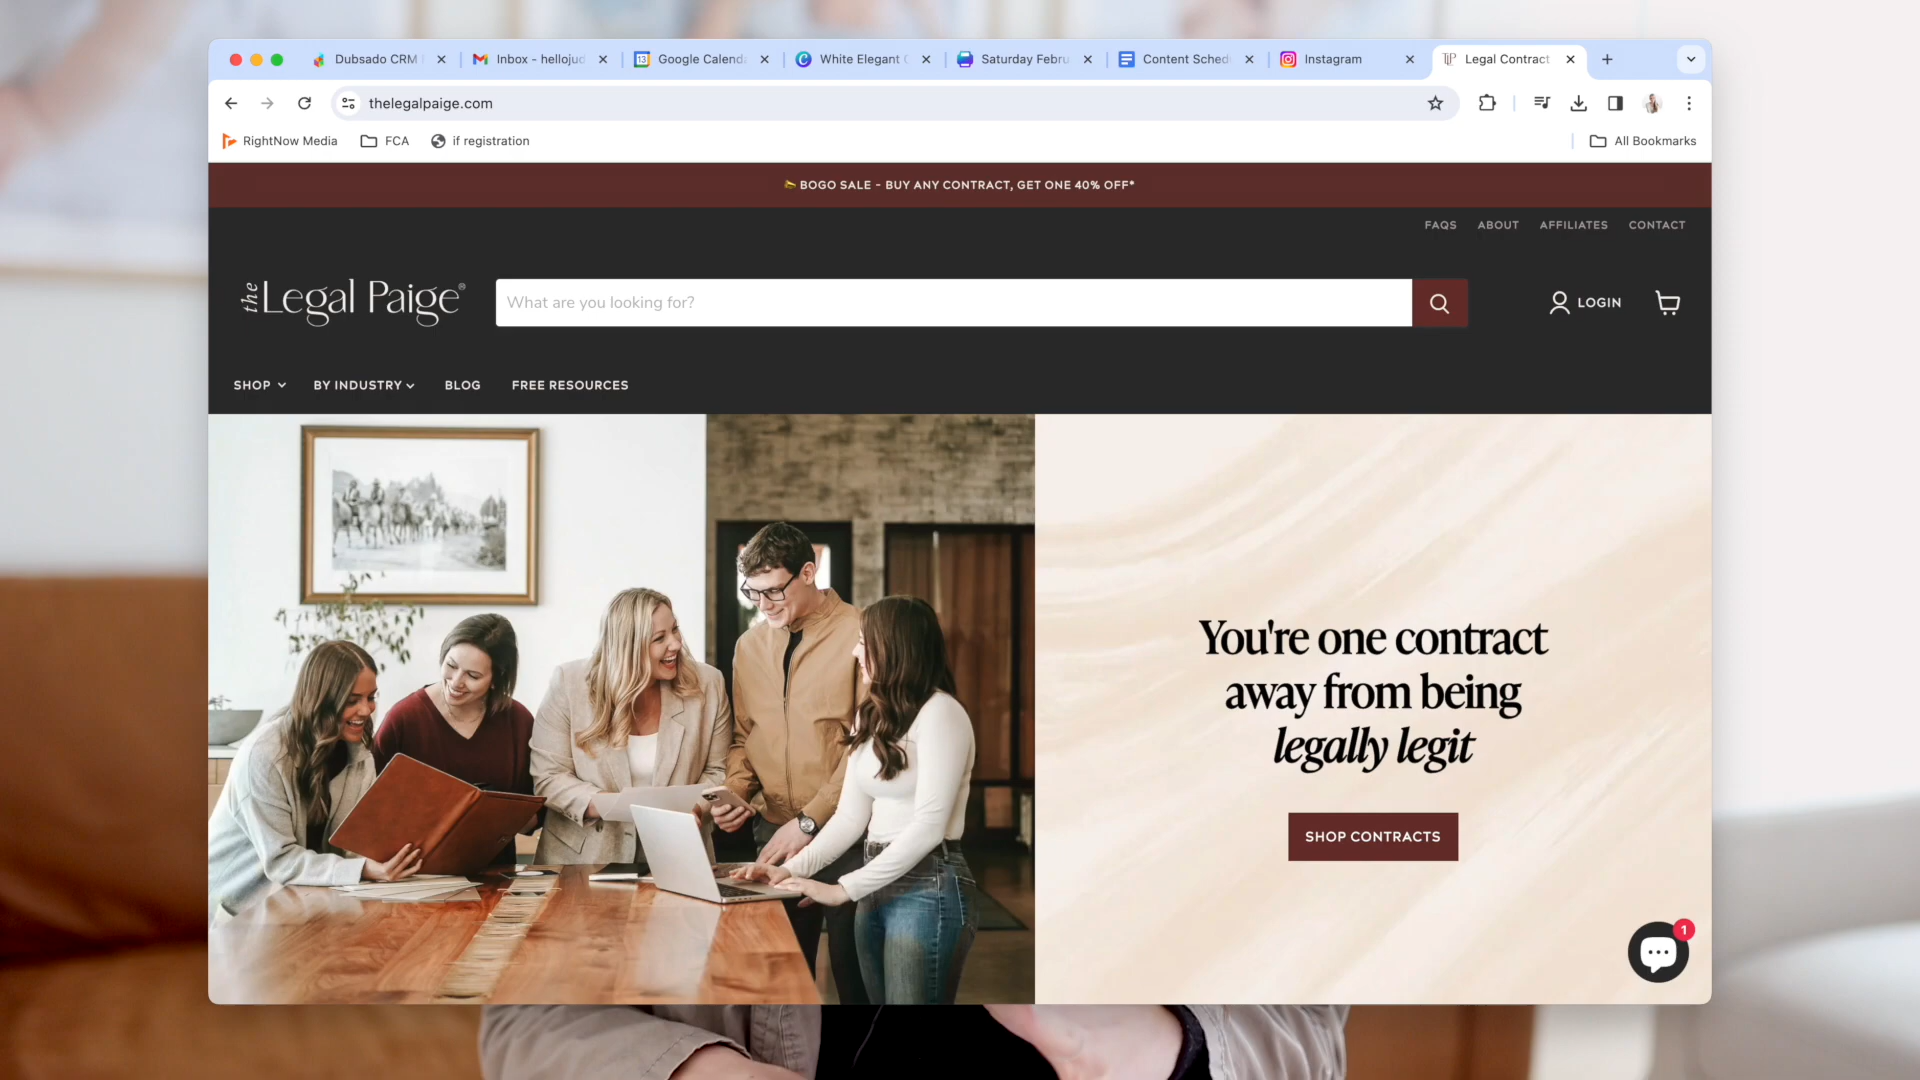 Dubsado CRM
Inbox - hellojud
Google Calend
White Elegant
Saturday Febru
Content Sched
Instagram
Legal Contract
13
thelegalpaige.com
RightNow Media
FCA
if registration
All Bookmarks
BOGO SALE - BUY ANY CONTRACT, GET ONE 40% OFF*
FAQS
ABOUT
AFFILIATES
CONTACT
the Legal Paige®
What are you looking for?
LOGIN
SHOP
BY INDUSTRY
BLOG
FREE RESOURCES
You're one contract
away from being
legally legit
SHOP CONTRACTS
1